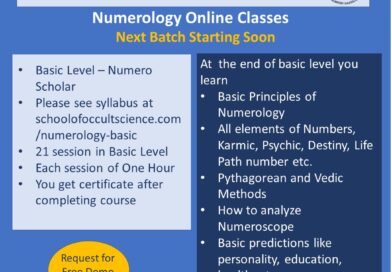 Numerology Online Classes
Next Batch Starting Soon
• Basic Level – Numero
Scholar
• Please see syllabus at
schoolofoccultscience.com
/numerology-basic
• 21 session in Basic Level
• Each session of One Hour
• You get certificate after
completing course
Request for
Free Demo
At the end of basic level you
learn
• Basic Principles of
Numerology
• All elements of Numbers,
Karmic, Psychic, Destiny, Life
Path number etc.
• Pythagorean and Vedic
Methods
• How to analyze
Numeroscope
• Basic predictions like
personality, education,